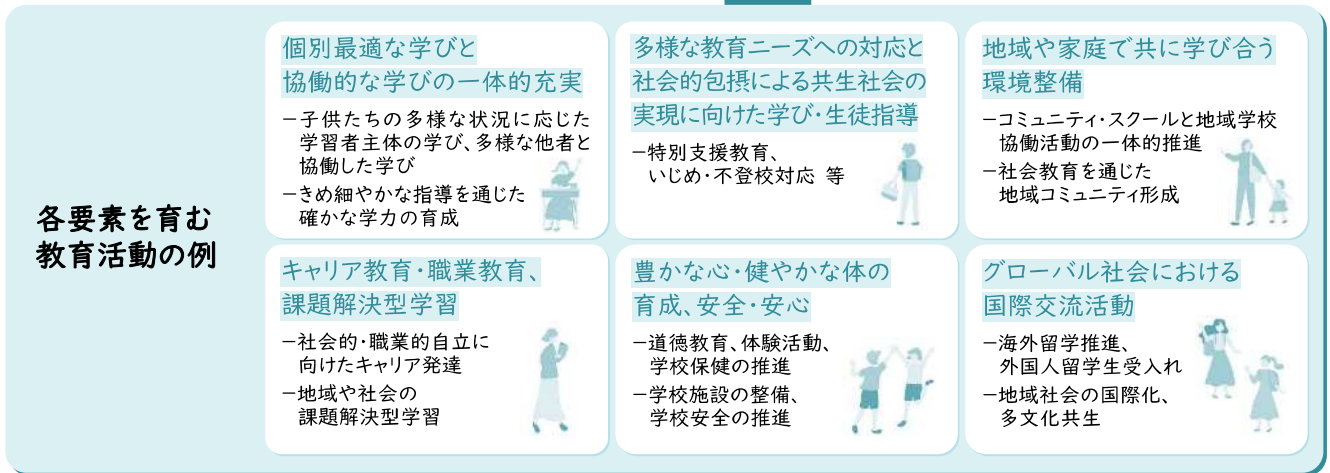 各要素を育む
教育活動の例
個別最適な学びと
協働的な学びの一体的充実
−子供たちの多様な状況に応じた
学習者主体の学び、多様な他者と
協働した学び
−きめ細やかな指導を通じた
確かな学力の育成
多様な教育ニーズへの対応と
社会的包摂による共生社会の
実現に向けた学び・生徒指導
−特別支援教育、
いじめ・不登校対応 等
地域や家庭で共に学び合う
環境整備
−コミュニティ・スクールと地域学校
協働活動の一体的推進
−社会教育を通じた
地域コミュニティ形成
キャリア教育・職業教育、
課題解決型学習
−社会的・職業的自立に
向けたキャリア発達
−地域や社会の
課題解決型学習
豊かな心・健やかな体の
育成、安全・安心
−道徳教育、体験活動、
学校保健の推進
−学校施設の整備、
学校安全の推進
グローバル社会における
国際交流活動
−海外留学推進、
外国人留学生受入れ
−地域社会の国際化、
多文化共生